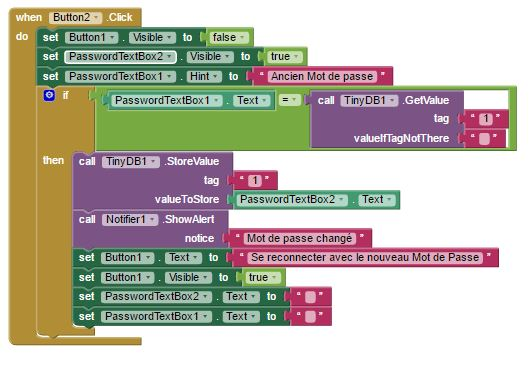 when Button2 .Click
do set Button1 . Visible to false
set PasswordTextBox2 . Visible to true
set PasswordTextBox1 . Hint to " Ancien Mot de passe "
if PasswordTextBox1 . Text = call TinyDB1 .GetValue
tag " 1 "
valueIfTagNotThere " "
then call TinyDB1 .StoreValue
tag " 1 "
valueToStore PasswordTextBox2 . Text
call Notifier1 .ShowAlert
notice " Mot de passe changé "
set Button1 . Text to " Se reconnecter avec le nouveau Mot de Passe "
set Button1 . Visible to true
set PasswordTextBox2 . Text to " "
set PasswordTextBox1 . Text to " "